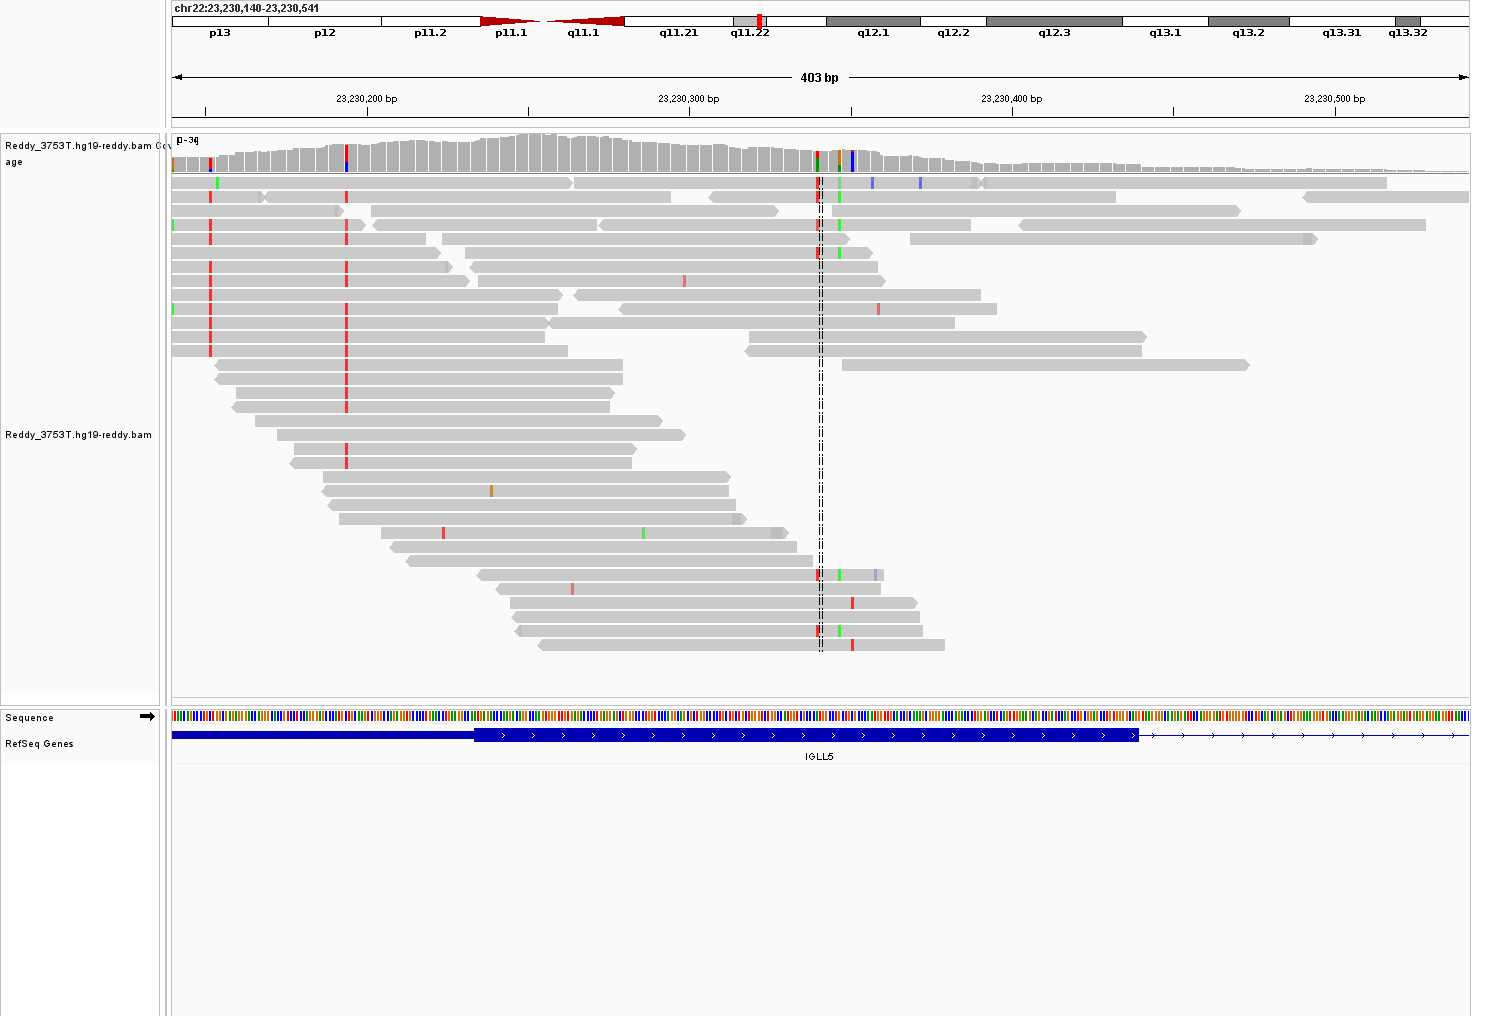 chr22:23,230,140-23,230,541
p13 p12 p11.2 p11.1 q11.1 q11.21 q11.22 q12.1 q12.2 q12.3 q13.1 q13.2 q13.31 q13.32
403 bp
23,230,200 bp 23,230,300 bp 23,230,400 bp 23,230,500 bp
Reddy_3753T.hg19-reddy.bam Cov
age
[0-34]
Reddy_3753T.hg19-reddy.bam
Sequence
RefSeq Genes
IGLL5